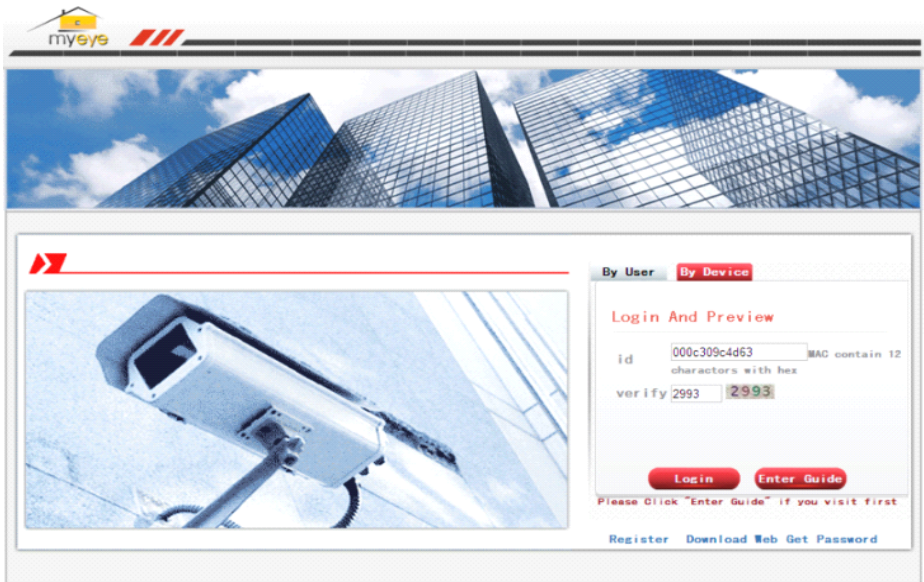 myeye
By User By Device
Login And Preview
id 000c309c4d63 MAC contain 12
charactors with hex
verify 2993 2993
Login Enter Guide
Please Click "Enter Guide" if you visit first
Register Download Web Get Password